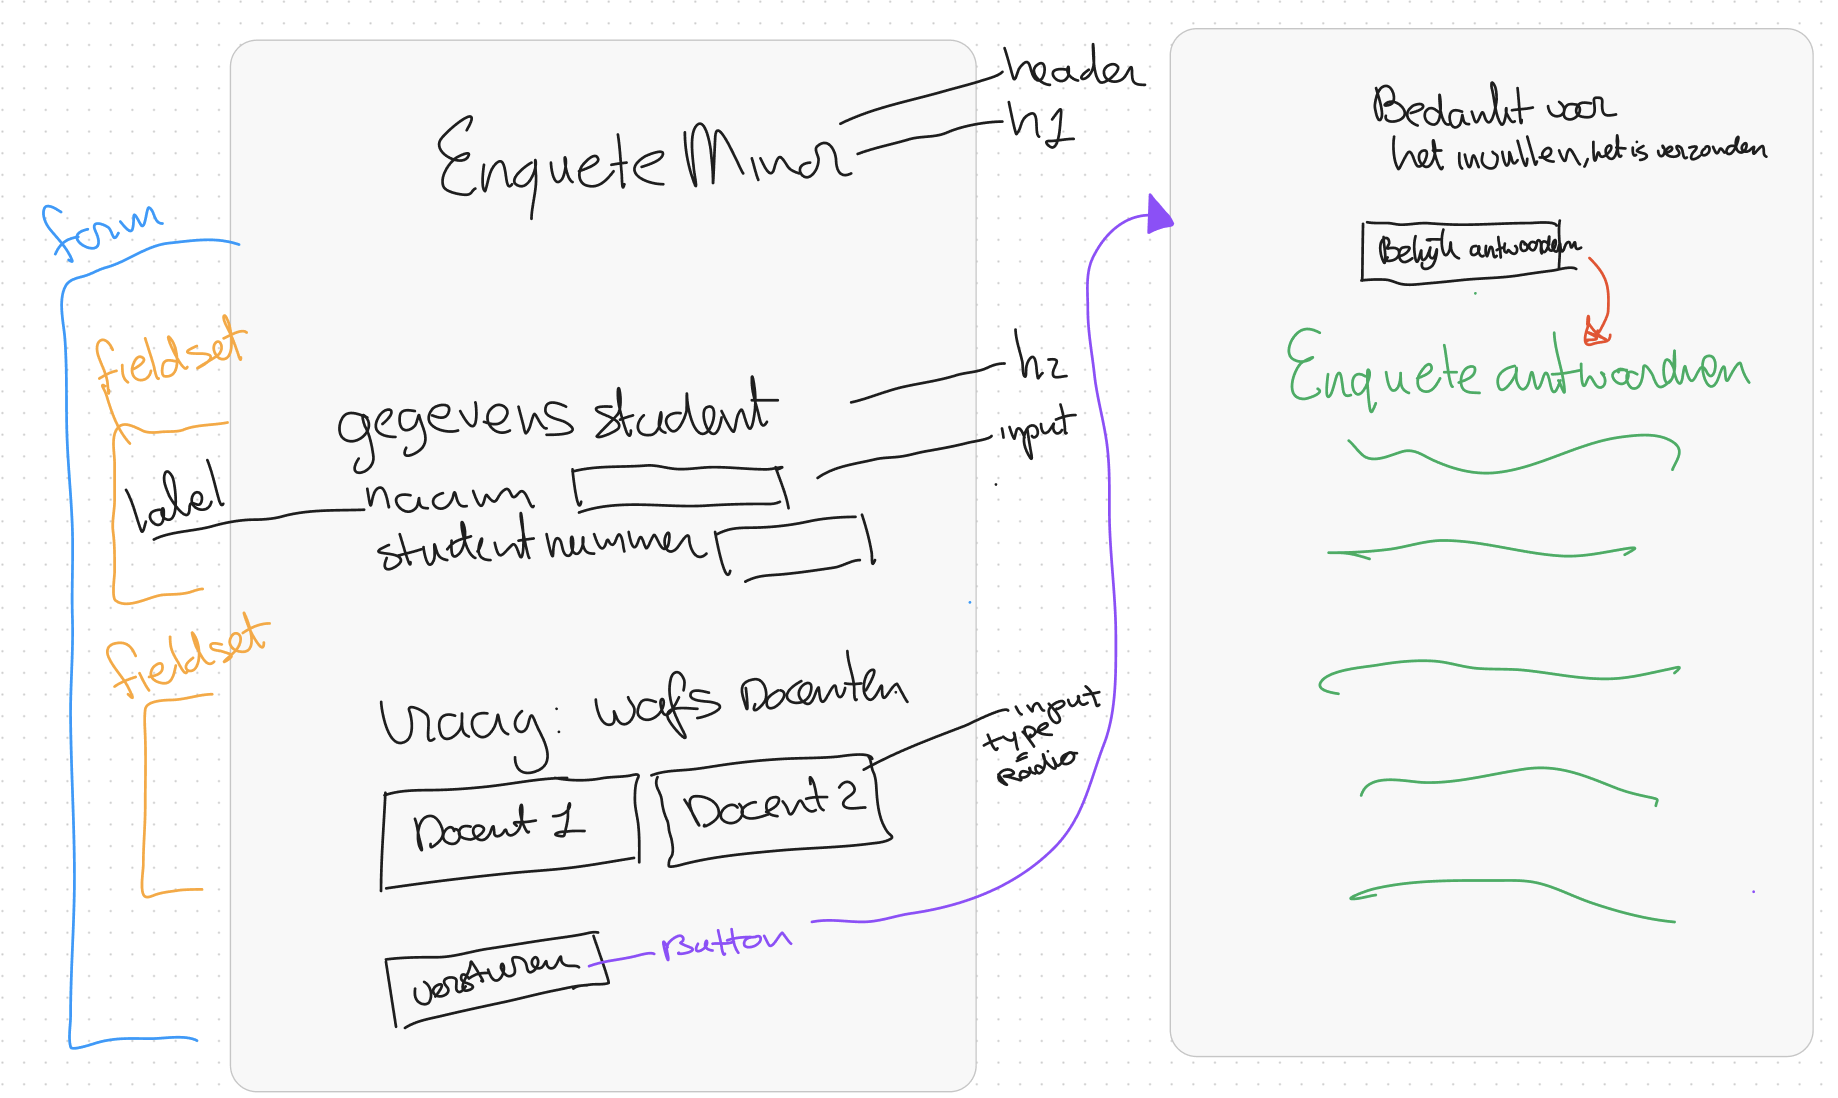 header
h1
Enquete Minor
form
fieldset
h2
gegevens student
input
label
naam
studentnummer
fieldset
Vraag: wafs Docenten
input
type
Radio
Docent 1
Docent 2
Button
versturen
Bedankt voor
het invullen, het is verzonden
Bekijk antwoorden
Enquete antwoorden